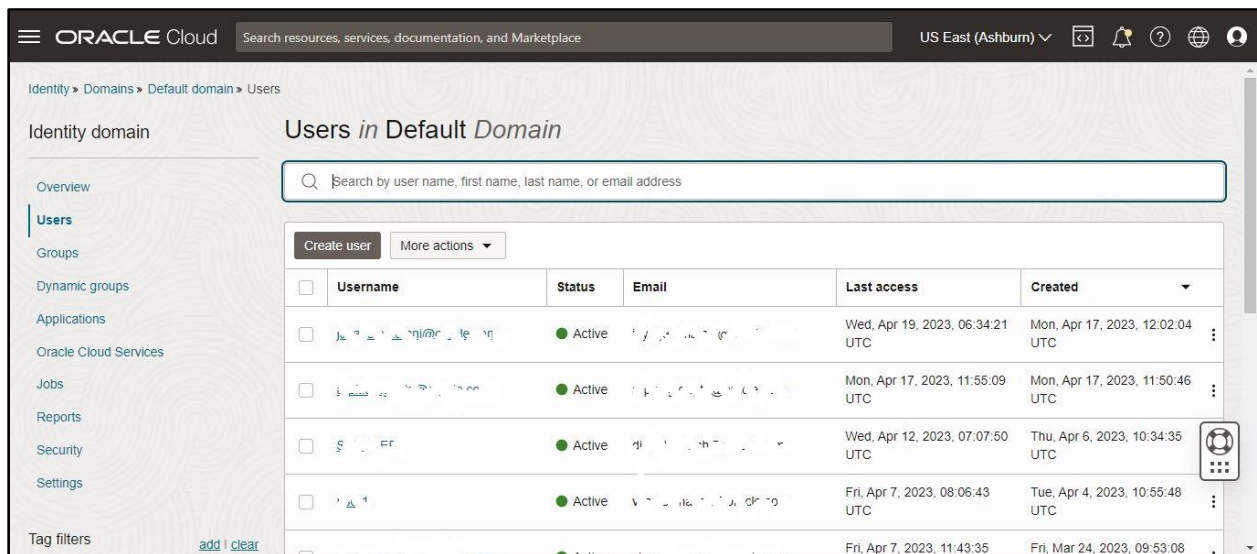 ORACLE Cloud
Search resources, services, documentation, and Marketplace
US East (Ashburn)
Identity » Domains » Default domain » Users
Identity domain
Overview
Users
Groups
Dynamic groups
Applications
Oracle Cloud Services
Jobs
Reports
Security
Settings
Tag filters
add | clear
Users in Default Domain
Search by user name, first name, last name, or email address
Create user
More actions
Username Status Email Last access Created
Active Wed, Apr 19, 2023, 06:34:21 Mon, Apr 17, 2023, 12:02:04
UTC UTC
Active Mon, Apr 17, 2023, 11:55:09 Mon, Apr 17, 2023, 11:50:46
UTC UTC
Active Wed, Apr 12, 2023, 07:07:50 Thu, Apr 6, 2023, 10:34:35
UTC UTC
Active Fri, Apr 7, 2023, 08:06:43 Tue, Apr 4, 2023, 10:55:48
UTC UTC
Fri, Apr 7, 2023, 11:43:35 Fri, Mar 24, 2023, 09:53:08